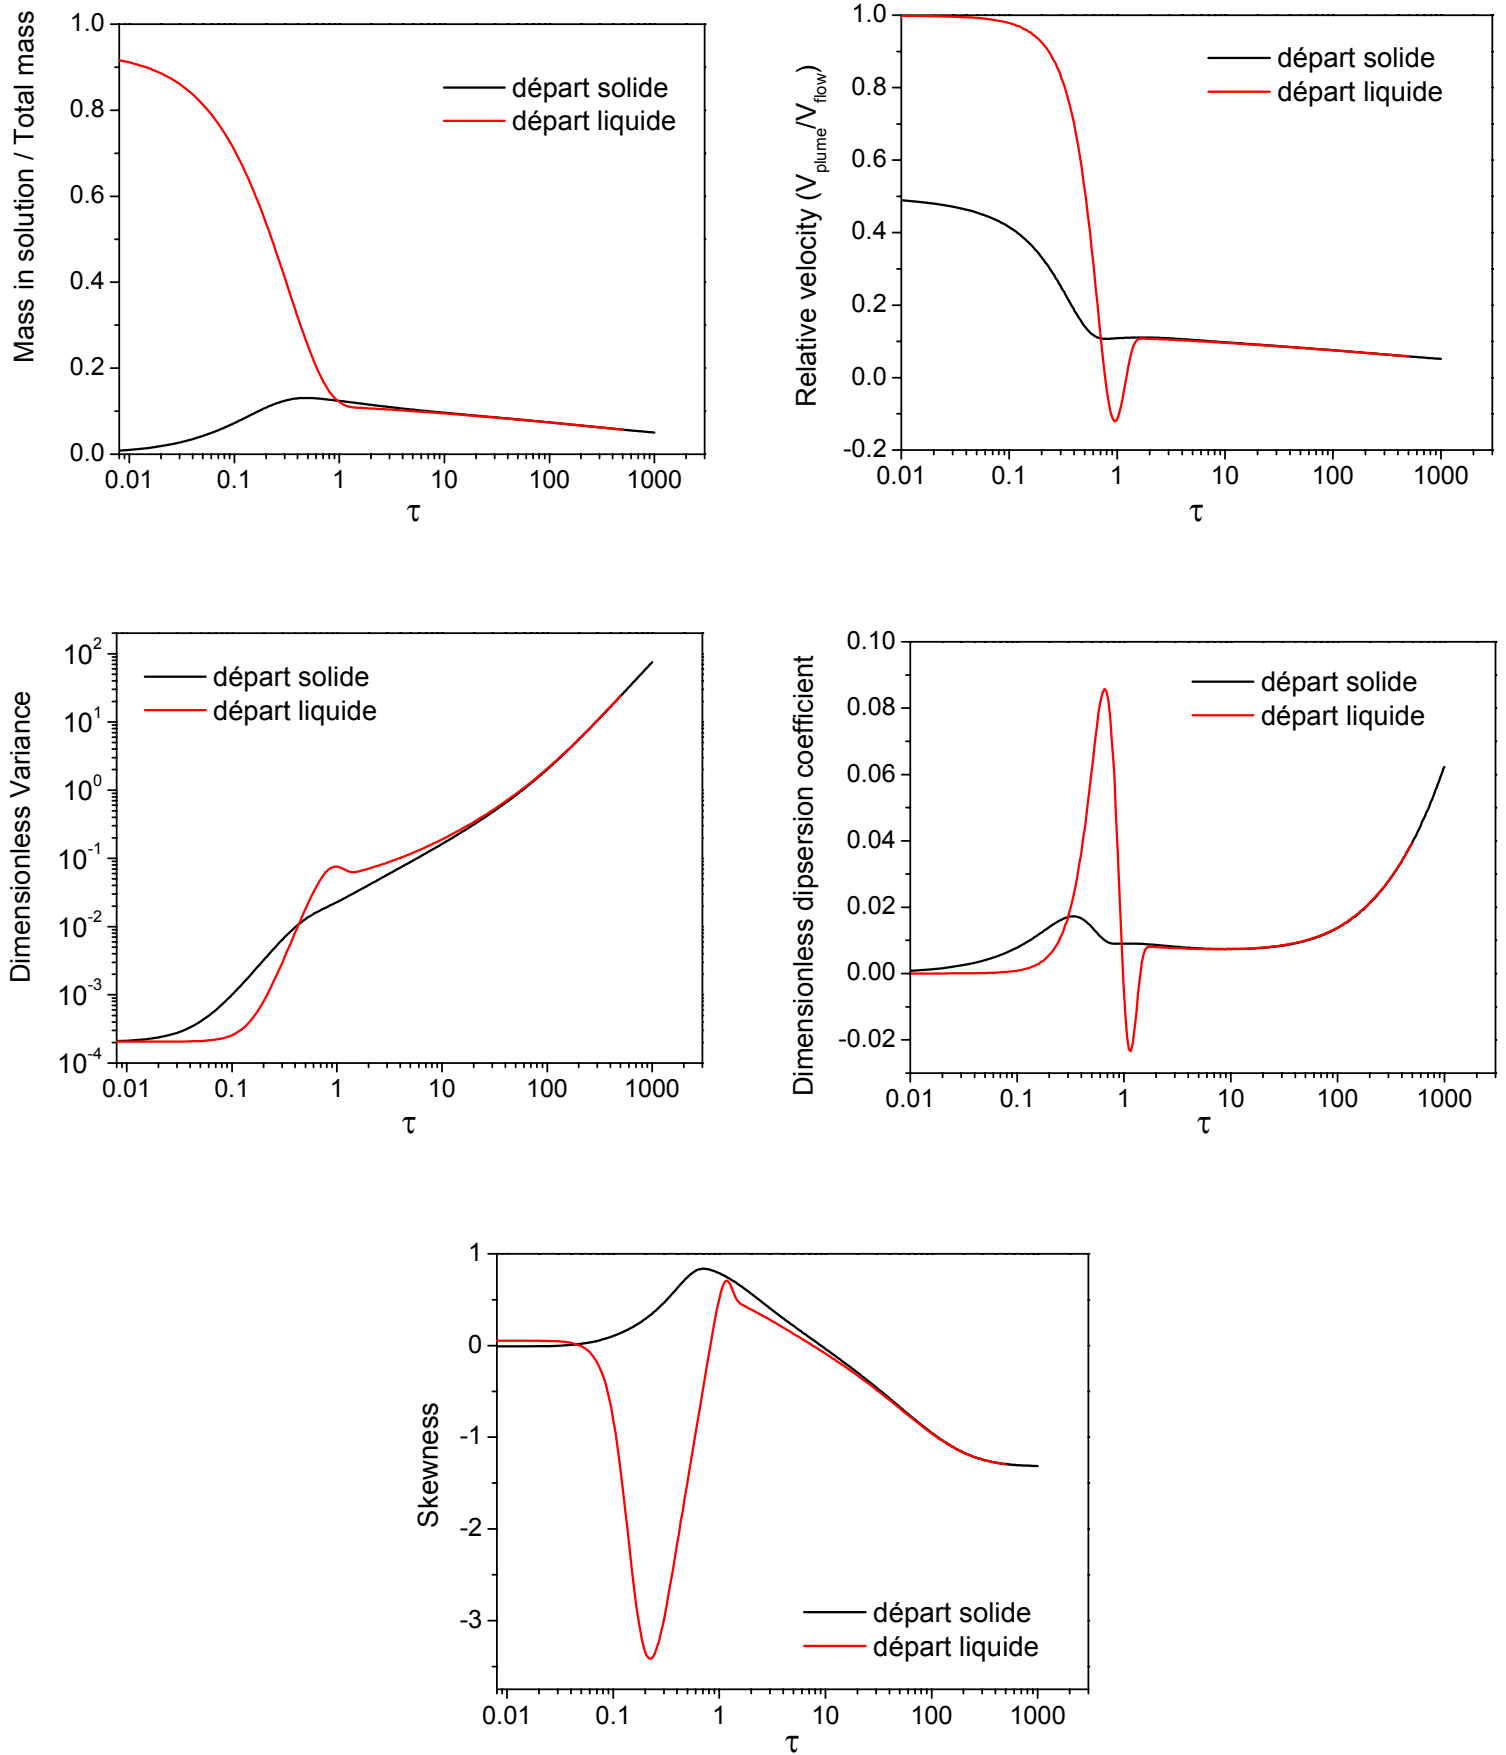 Mass in solution / Total mass
1.0
0.8
0.6
0.4
0.2
0.0
départ solide
départ liquide
0.01 0.1 1 10 100 1000
τ
Relative velocity (Vplume/Vflow)
1.0
0.8
0.6
0.4
0.2
0.0
-0.2
départ solide
départ liquide
0.01 0.1 1 10 100 1000
τ
Dimensionless Variance
10^2
10^1
10^0
10^-1
10^-2
10^-3
10^-4
départ solide
départ liquide
0.01 0.1 1 10 100 1000
τ
Dimensionless dipsersion coefficient
0.10
0.08
0.06
0.04
0.02
0.00
-0.02
départ solide
départ liquide
0.01 0.1 1 10 100 1000
τ
Skewness
1
0
-1
-2
-3
départ solide
départ liquide
0.01 0.1 1 10 100 1000
τ